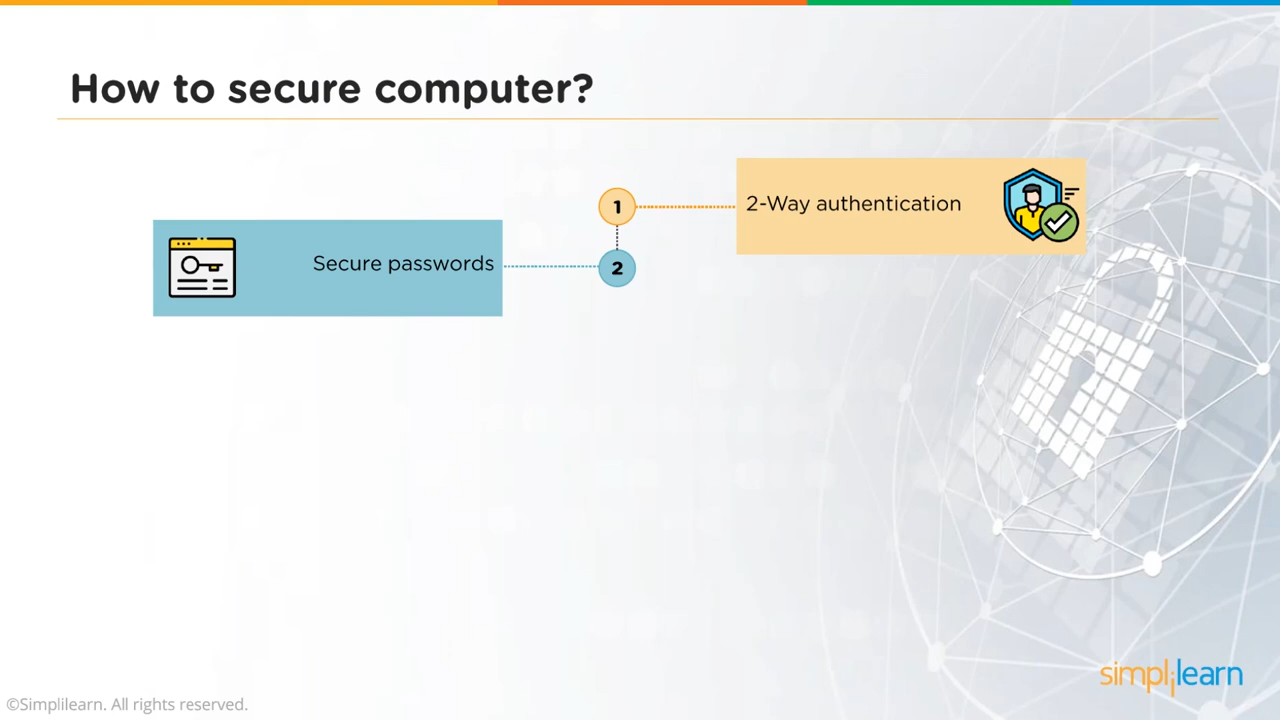 How to secure computer?
1
2-Way authentication
Secure passwords
2
simplilearn
©Simplilearn. All rights reserved.